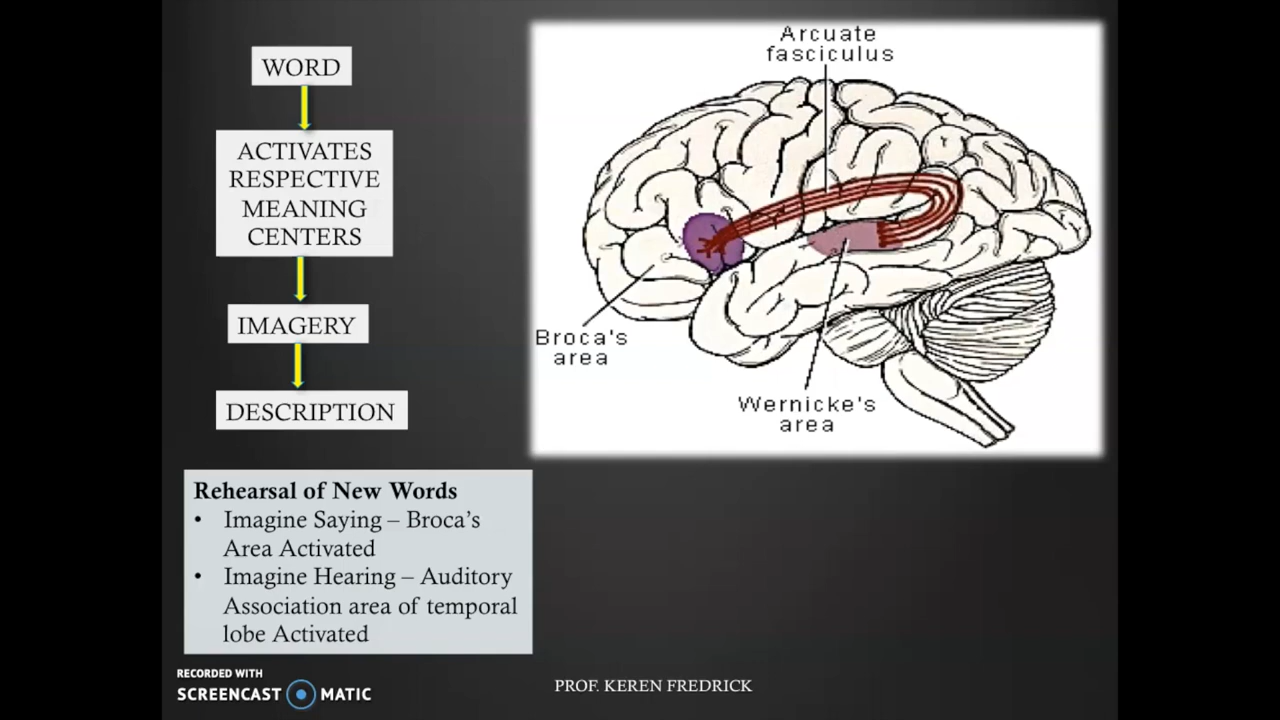 WORD
ACTIVATES
RESPECTIVE
MEANING
CENTERS
IMAGERY
DESCRIPTION
Arcuate
fasciculus
Broca's
area
Wernicke's
area
Rehearsal of New Words
• Imagine Saying – Broca's
Area Activated
• Imagine Hearing – Auditory
Association area of temporal
lobe Activated
RECORDED WITH
SCREENCAST MATIC
PROF. KEREN FREDRICK